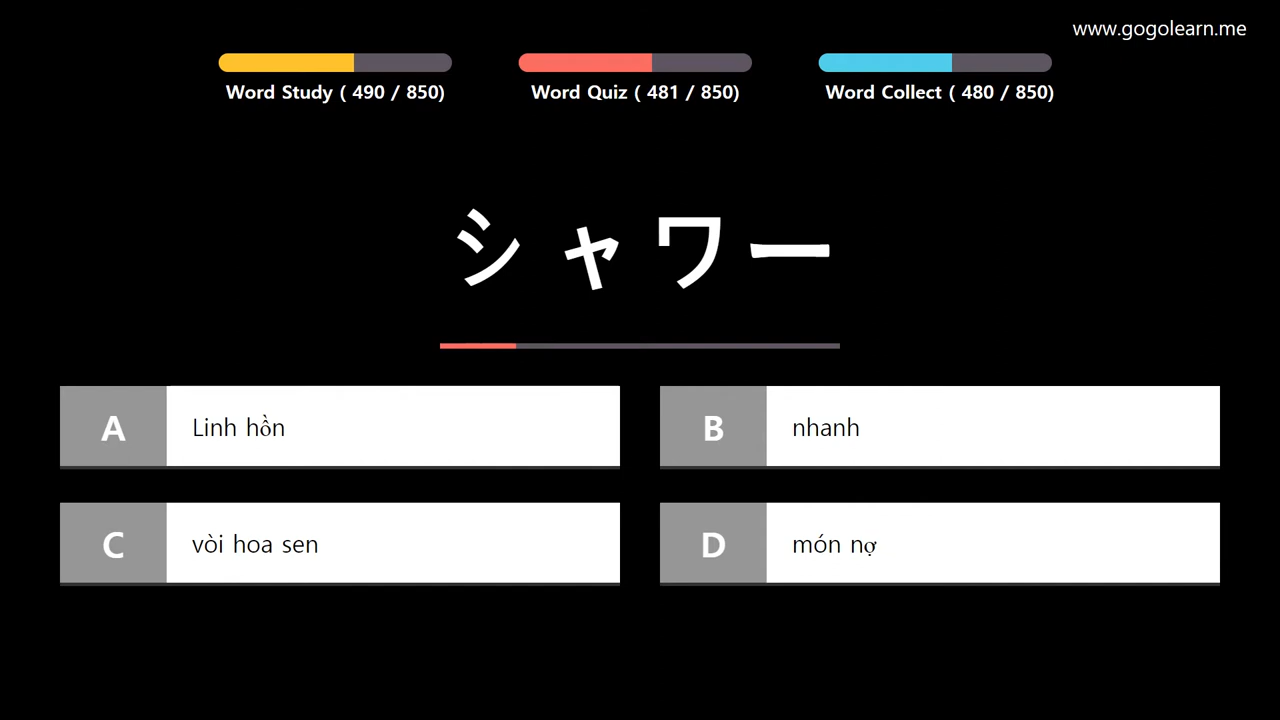 www.gogolearn.me
Word Study ( 490 / 850)
Word Quiz ( 481 / 850)
Word Collect ( 480 / 850)
シャワー
A
Linh hồn
B
nhanh
C
vòi hoa sen
D
món nợ